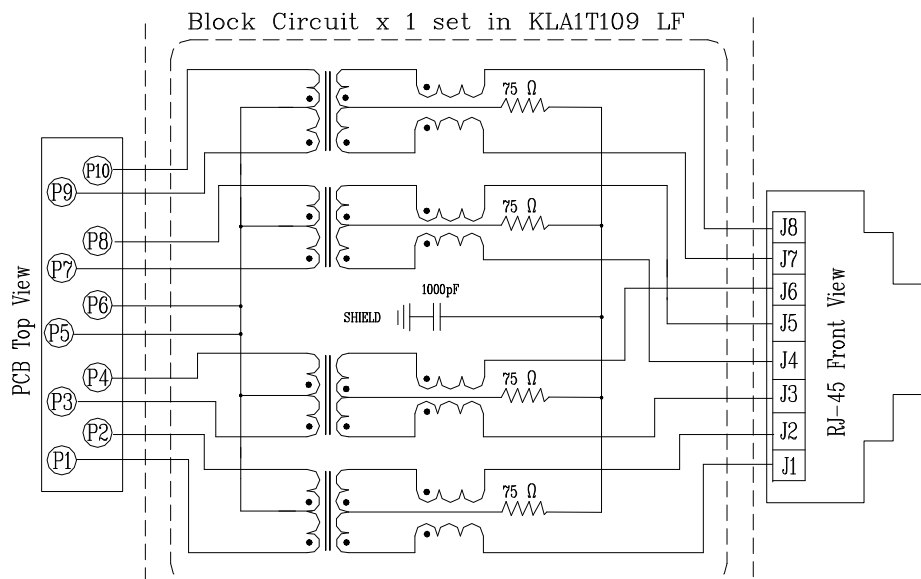 Block Circuit x 1 set in KLA1T109 LF
75 Ω
P10
P9
75 Ω
P8
J8
P7
J7
1000pF
P6
J6
SHIELD
P5
J5
P4
J4
75 Ω
P3
J3
P2
J2
P1
J1
75 Ω
PCB Top View
RJ-45 Front View